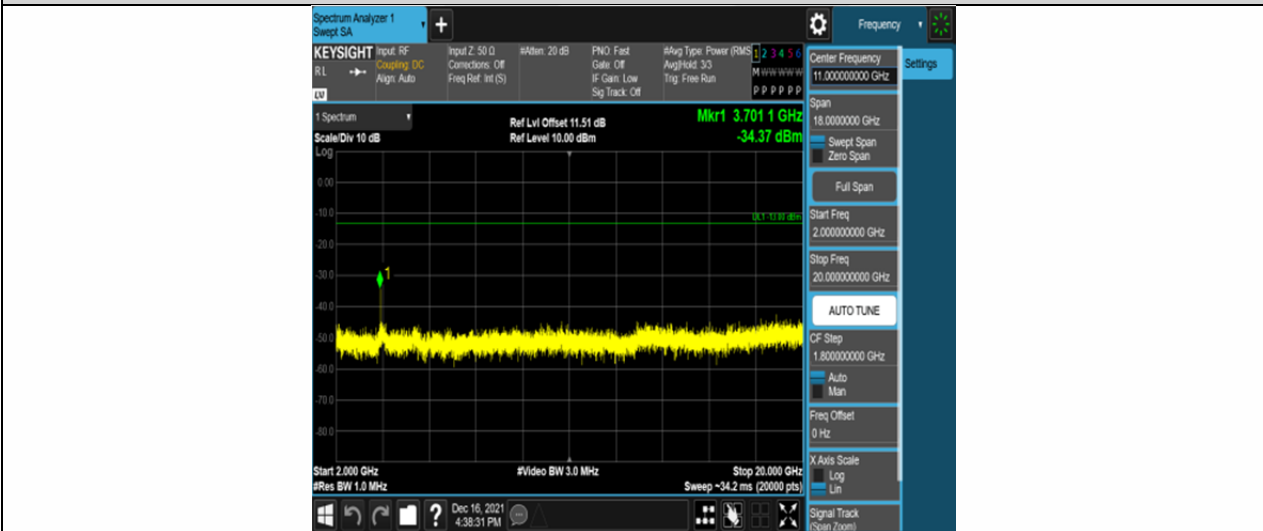 Spectrum Analyzer 1
Swept SA
+
Frequency
KEYSIGHT
Input: RF
Coupling: DC
Align: Auto
RL
LV
Input Z: 50 Ω
Corrections: Off
Freq Ref: Int (S)
#Atten: 20 dB
PNO: Fast
Gate: Off
IF Gain: Low
Sig Track: Off
#Avg Type: Power (RMS
Avg|Hold: 3/3
Trig: Free Run
1 2 3 4 5 6
M W W W W W
P P P P P P
1 Spectrum
Scale/Div 10 dB
Log
Ref Lvl Offset 11.51 dB
Ref Level 10.00 dBm
Mkr1 3.701 1 GHz
-34.37 dBm
0.00
-10.0
-20.0
-30.0
-40.0
-50.0
-60.0
-70.0
-80.0
DL1 -13.00 dBm
1
Start 2.000 GHz
#Res BW 1.0 MHz
#Video BW 3.0 MHz
Stop 20.000 GHz
Sweep ~34.2 ms (20000 pts)
?
Dec 16, 2021
4:38:31 PM
Center Frequency
11.000000000 GHz
Settings
Span
18.0000000 GHz
Swept Span
Zero Span
Full Span
Start Freq
2.000000000 GHz
Stop Freq
20.000000000 GHz
AUTO TUNE
CF Step
1.800000000 GHz
Auto
Man
Freq Offset
0 Hz
X Axis Scale
Log
Lin
Signal Track
(Span Zoom)